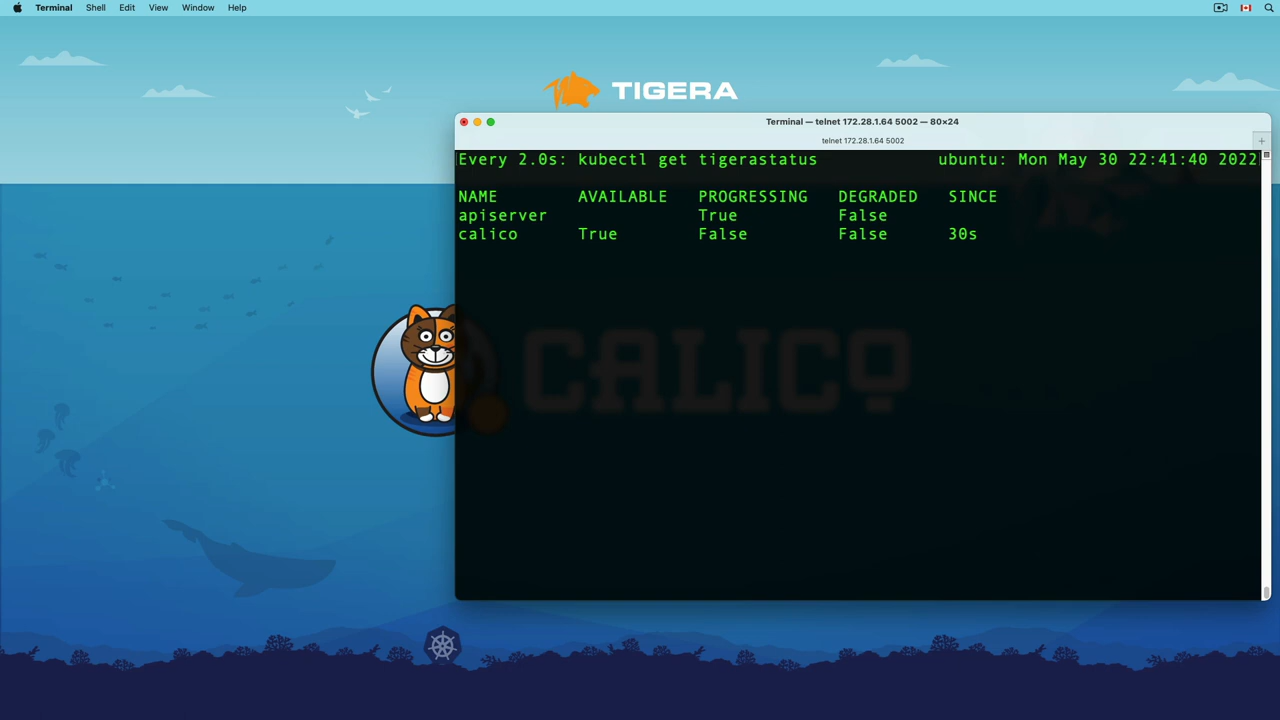 Terminal Shell Edit View Window Help
TIGERA
Terminal — telnet 172.28.1.64 5002 — 80×24
telnet 172.28.1.64 5002
Every 2.0s: kubectl get tigerastatus ubuntu: Mon May 30 22:41:40 2022
NAME AVAILABLE PROGRESSING DEGRADED SINCE
apiserver True False
calico True False False 30s
CALICO